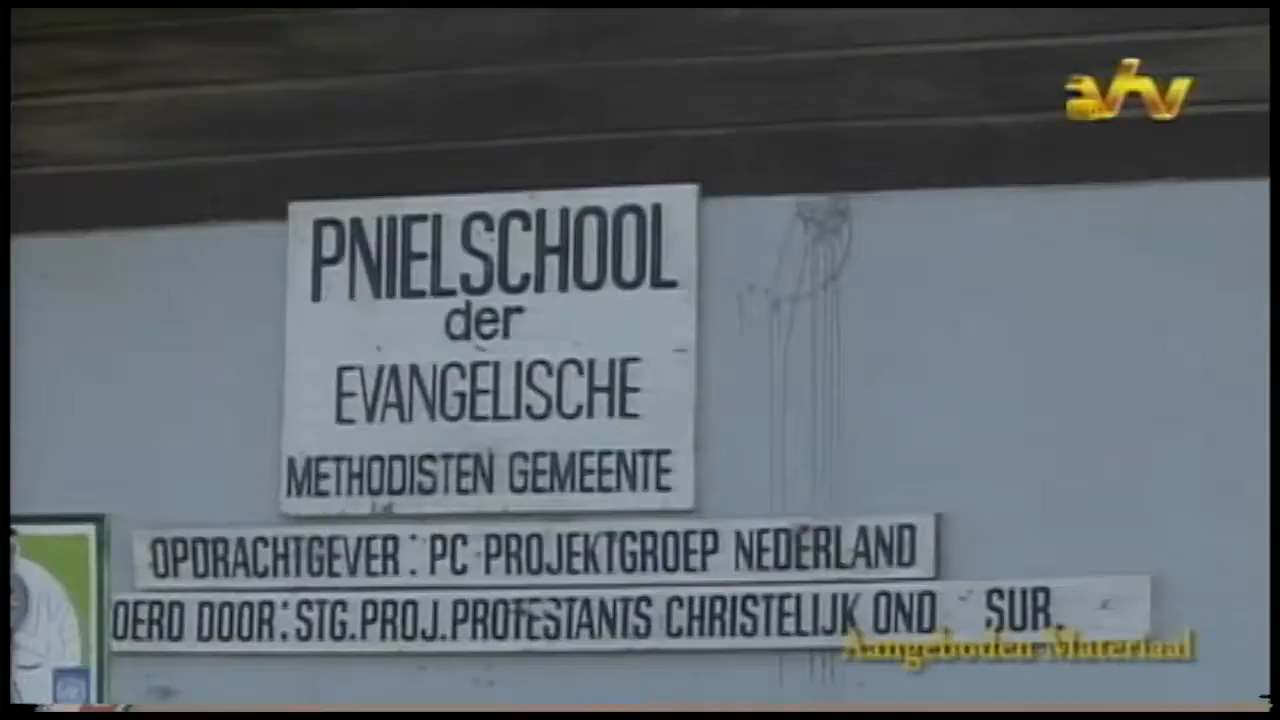 atv
PNIELSCHOOL
der
EVANGELISCHE
METHODISTEN GEMEENTE
OPDRACHTGEVER : PC PROJEKTGROEP NEDERLAND
OERD DOOR : STG. PROJ. PROTESTANTS CHRISTELIJK OND SUR.
Aangeboden Materiaal